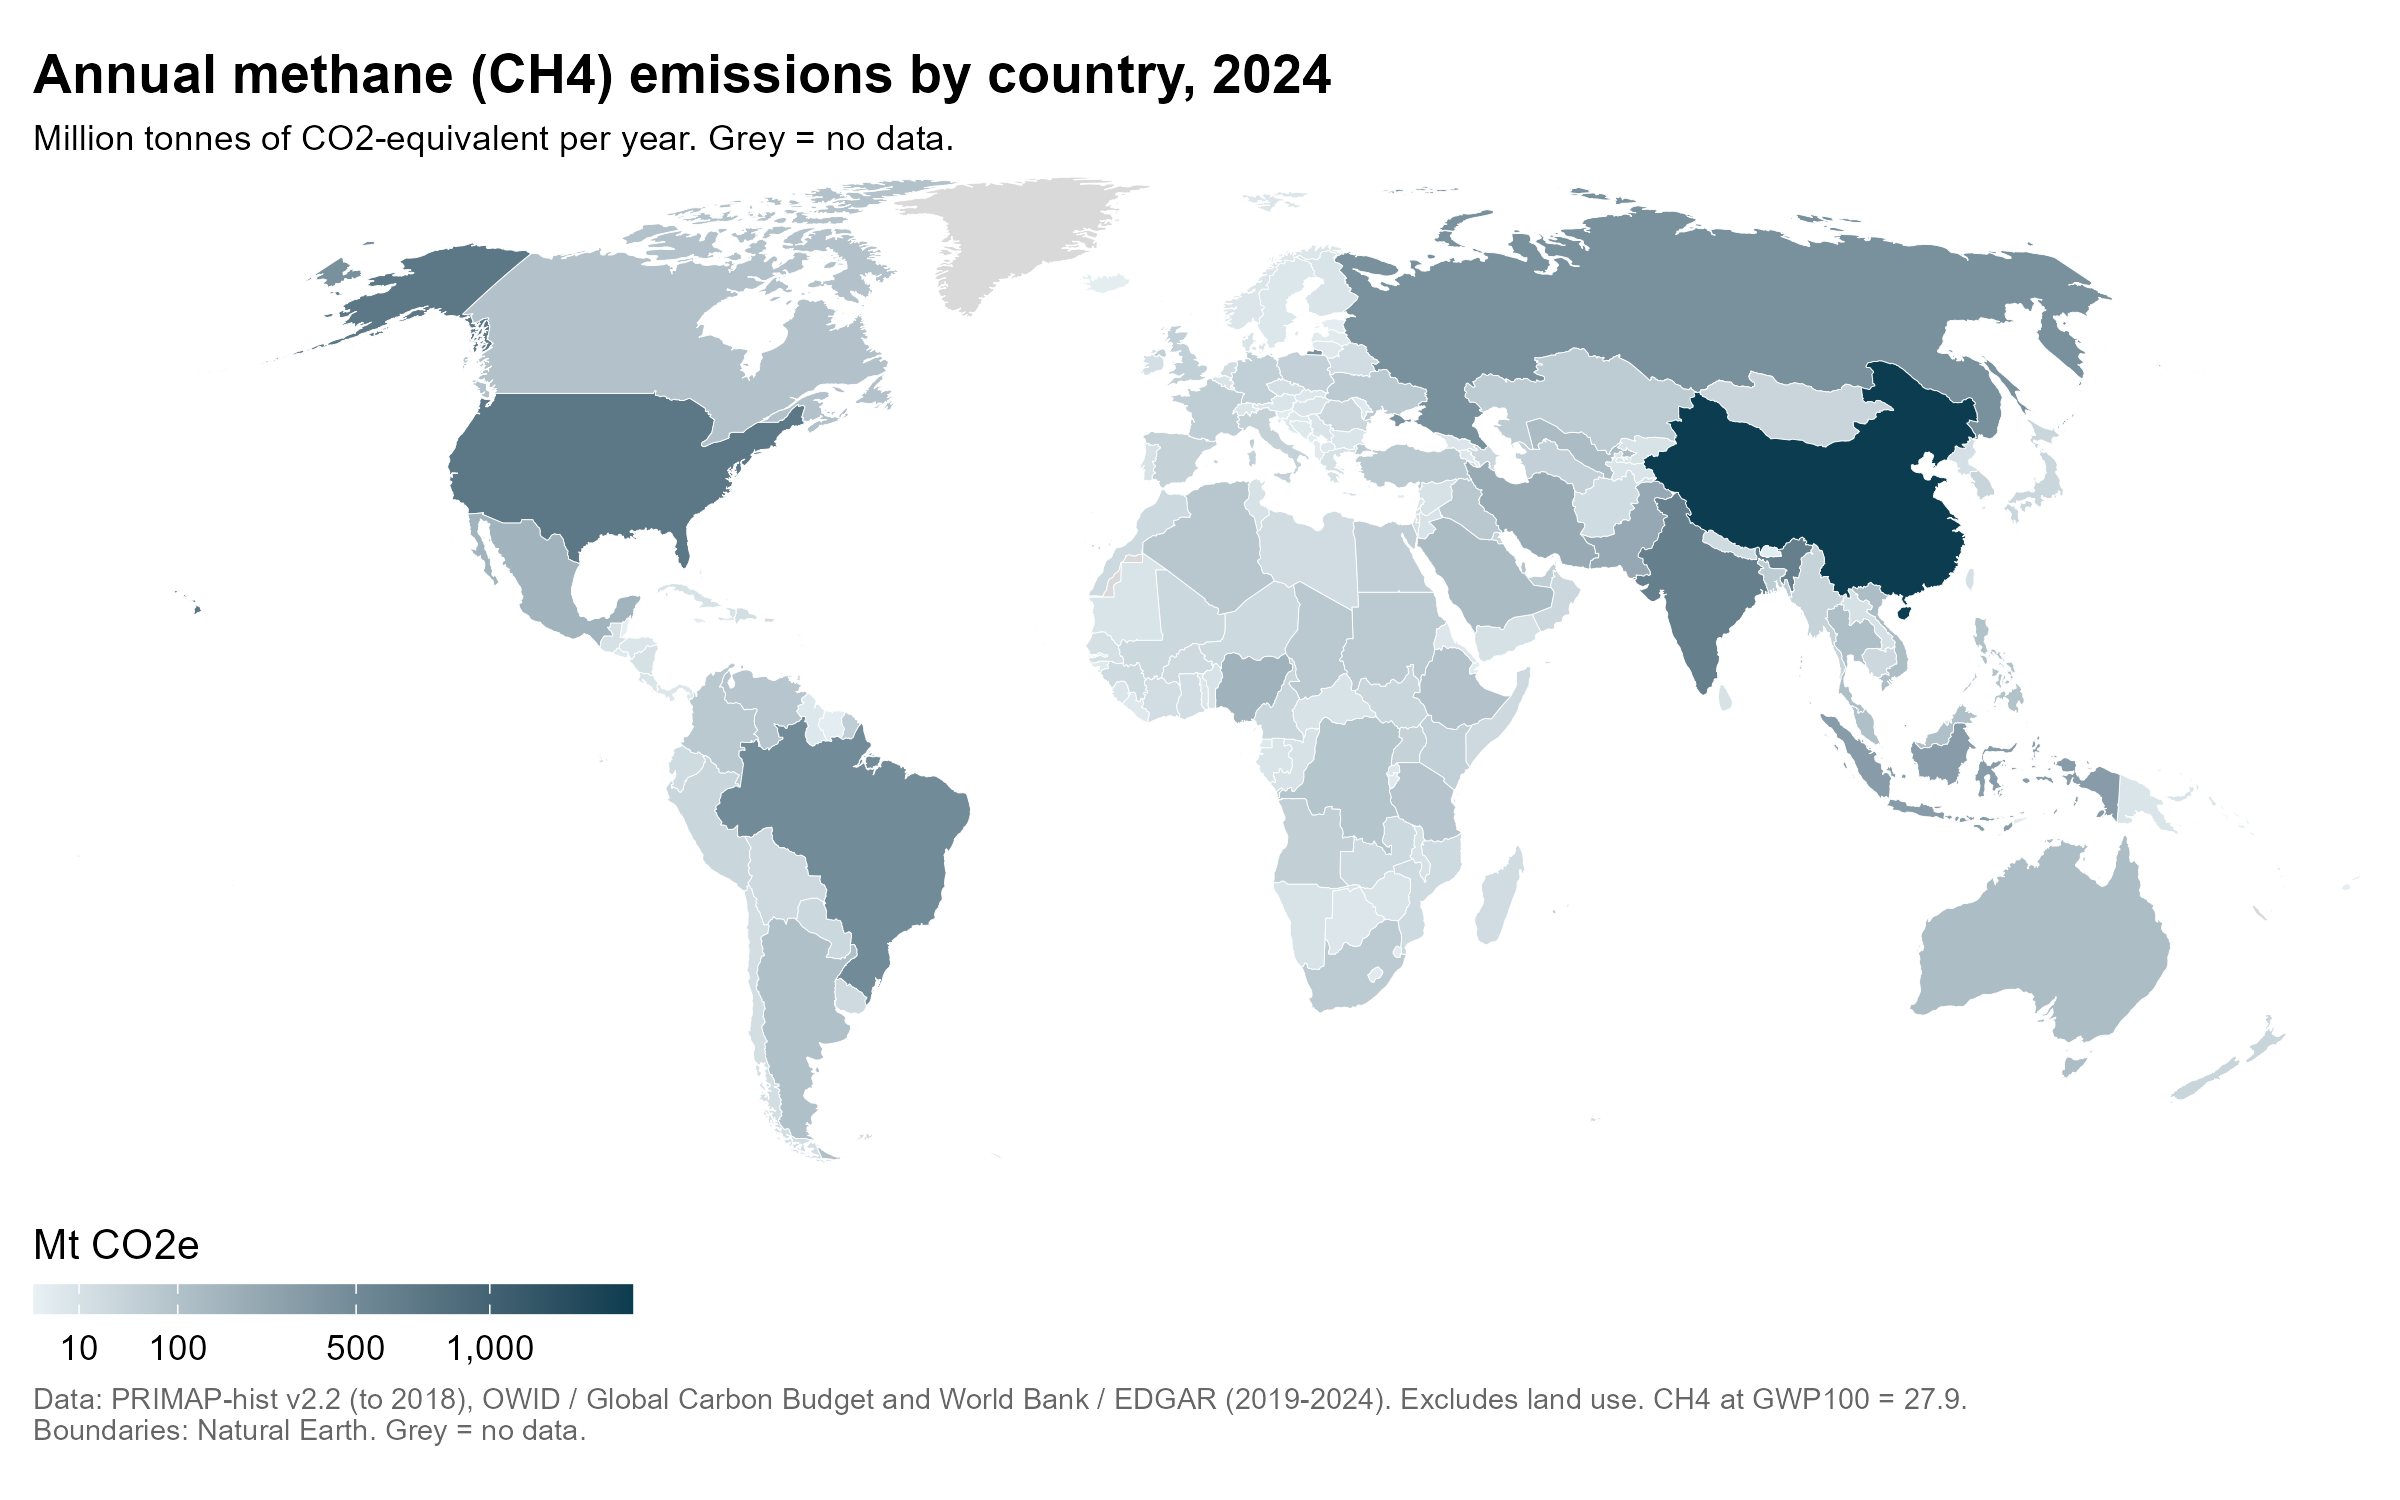 Annual methane (CH4) emissions by country, 2024
Million tonnes of CO2-equivalent per year. Grey = no data.
Mt CO2e
10 100 500 1,000
Data: PRIMAP-hist v2.2 (to 2018), OWID / Global Carbon Budget and World Bank / EDGAR (2019-2024). Excludes land use. CH4 at GWP100 = 27.9.
Boundaries: Natural Earth. Grey = no data.